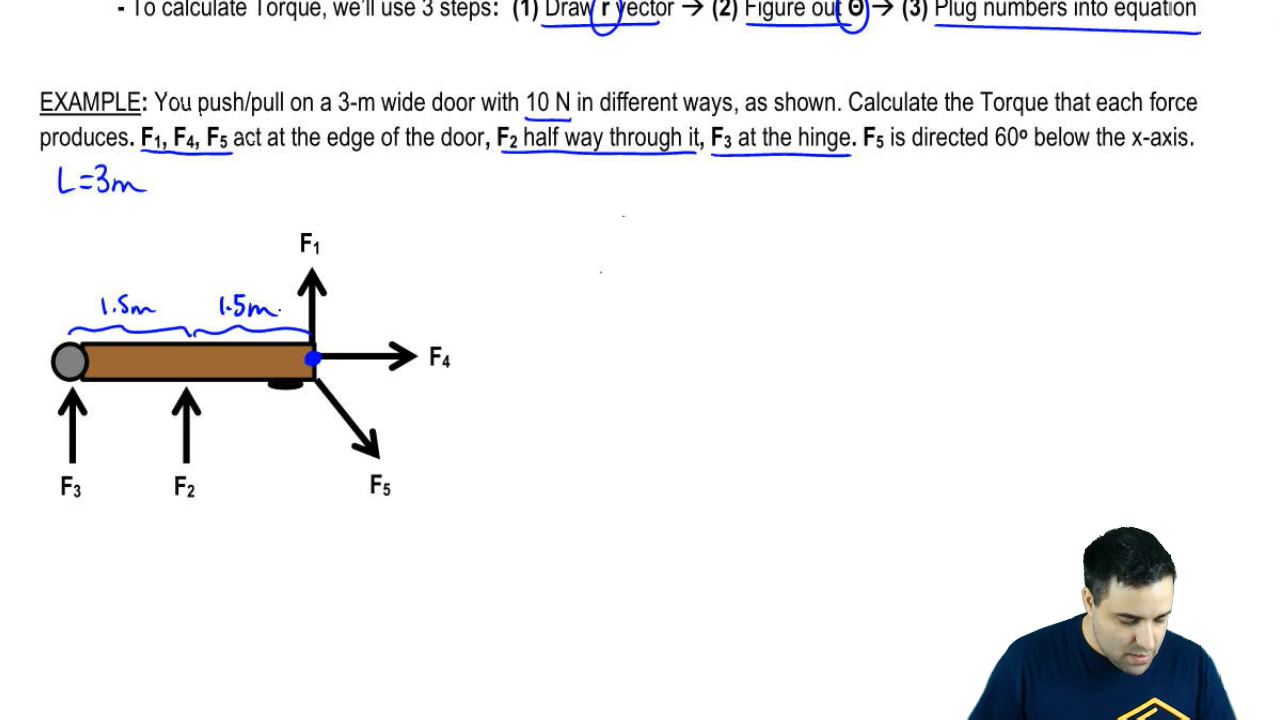 - To calculate Torque, we'll use 3 steps: (1) Draw r vector → (2) Figure out Θ → (3) Plug numbers into equation
EXAMPLE: You push/pull on a 3-m wide door with 10 N in different ways, as shown. Calculate the Torque that each force
produces. F₁, F₄, F₅ act at the edge of the door, F₂ half way through it, F₃ at the hinge. F₅ is directed 60º below the x-axis.
L=3m
F₁
1.5m 1.5m
F₄
F₃ F₂ F₅